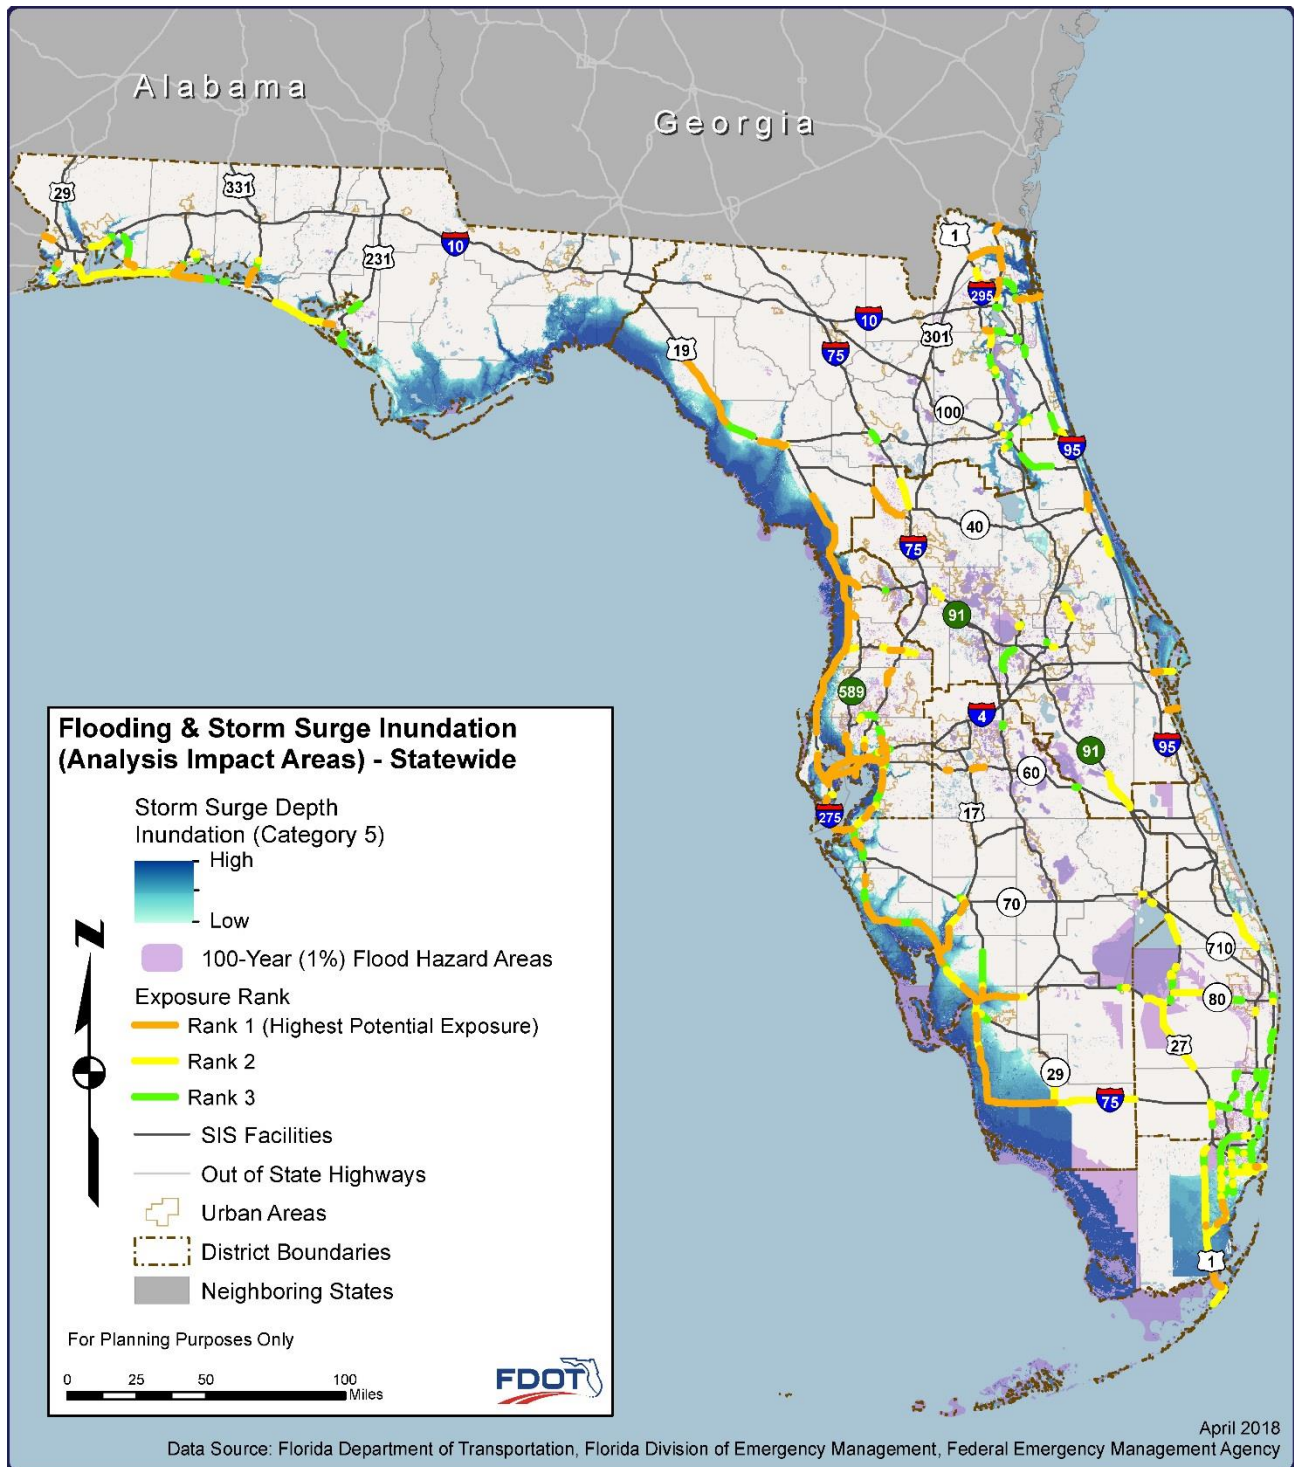 Alabama
Georgia
29
331
231
10
1
295
10
301
75
19
100
95
40
75
91
589
4
91
95
60
275
17
70
710
80
27
29
75
1
Flooding & Storm Surge Inundation
(Analysis Impact Areas) - Statewide
Storm Surge Depth
Inundation (Category 5)
High
Low
100-Year (1%) Flood Hazard Areas
Exposure Rank
Rank 1 (Highest Potential Exposure)
Rank 2
Rank 3
SIS Facilities
Out of State Highways
Urban Areas
District Boundaries
Neighboring States
N
For Planning Purposes Only
0 25 50 100
Miles
FDOT
April 2018
Data Source: Florida Department of Transportation, Florida Division of Emergency Management, Federal Emergency Management Agency